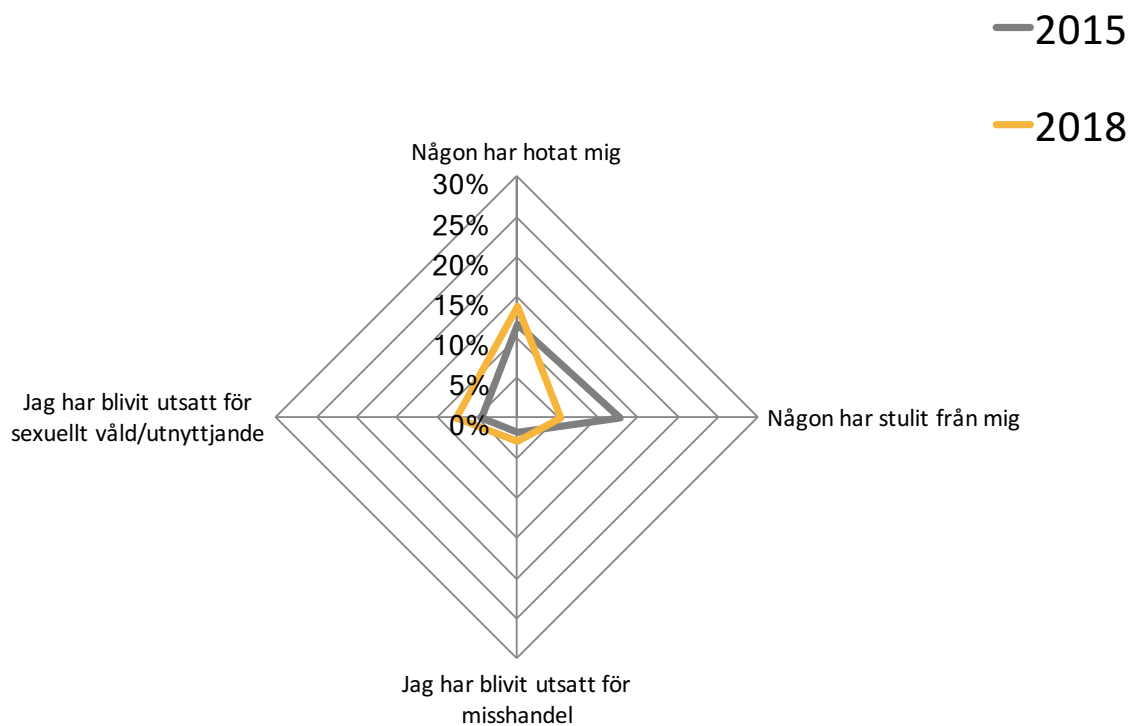 2015
2018
Någon har hotat mig
30%
25%
20%
15%
10%
5%
0%
Någon har stulit från mig
Jag har blivit utsatt för
misshandel
Jag har blivit utsatt för
sexuellt våld/utnyttjande